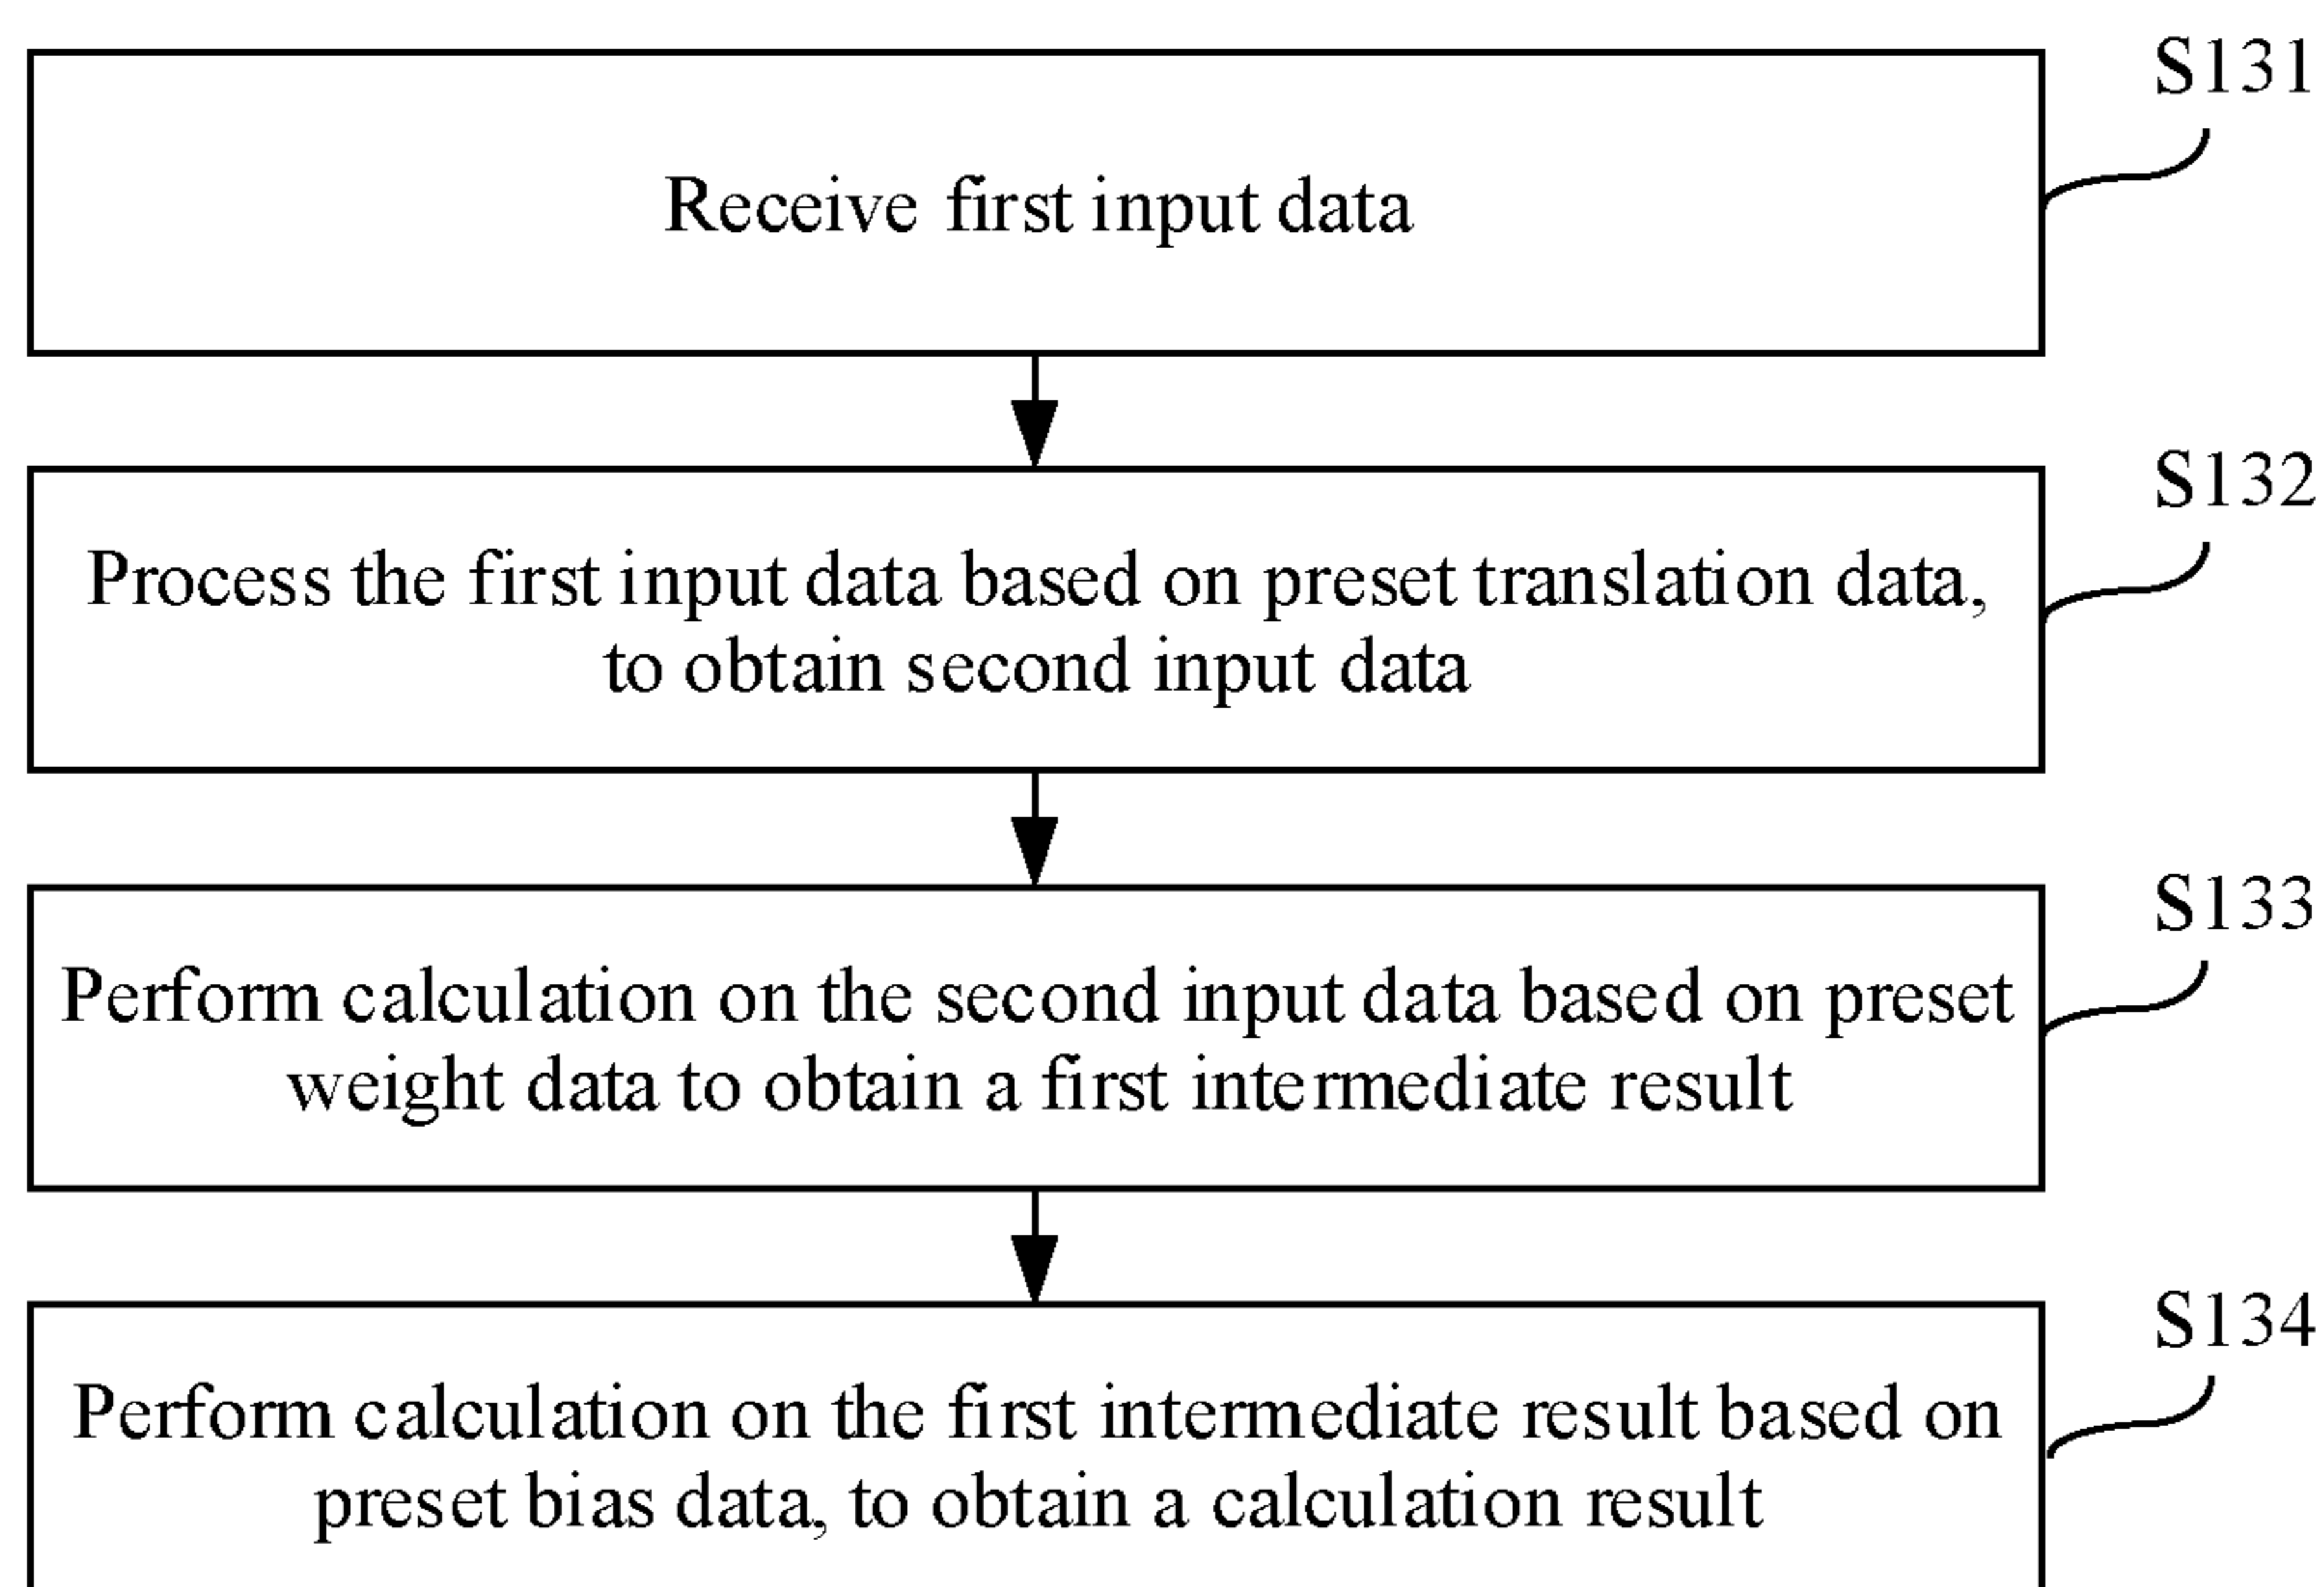 S131
Receive first input data
S132
Process the first input data based on preset translation data,
to obtain second input data
S133
Perform calculation on the second input data based on preset
weight data to obtain a first intermediate result
S134
Perform calculation on the first intermediate result based on
preset bias data, to obtain a calculation result